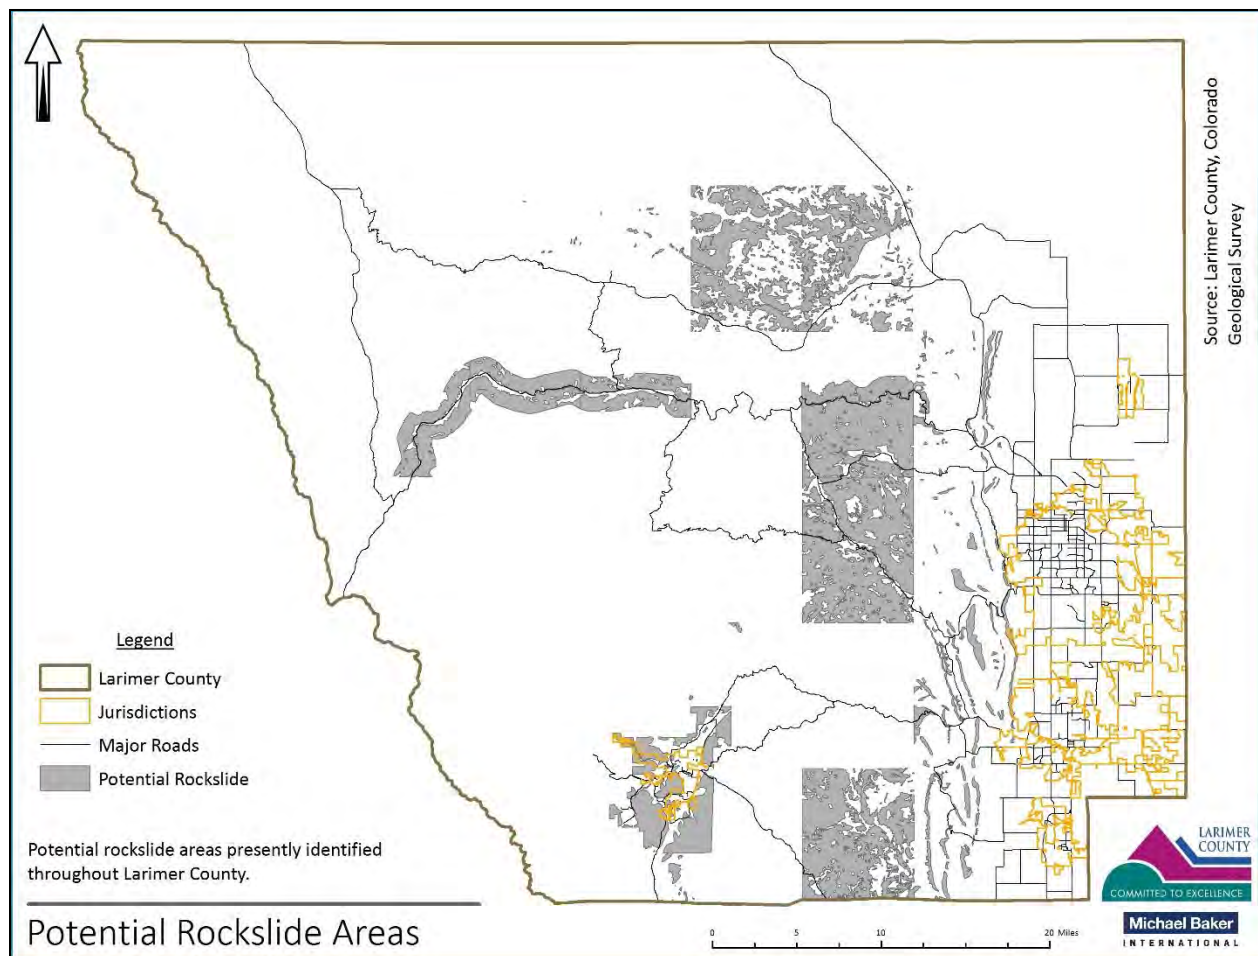 Source: Larimer County, Colorado
Geological Survey
Legend
Larimer County
Jurisdictions
Major Roads
Potential Rockslide
Potential rockslide areas presently identified
throughout Larimer County.
Potential Rockslide Areas
0 5 10 20 Miles
LARIMER
COUNTY
COMMITTED TO EXCELLENCE
Michael Baker
INTERNATIONAL